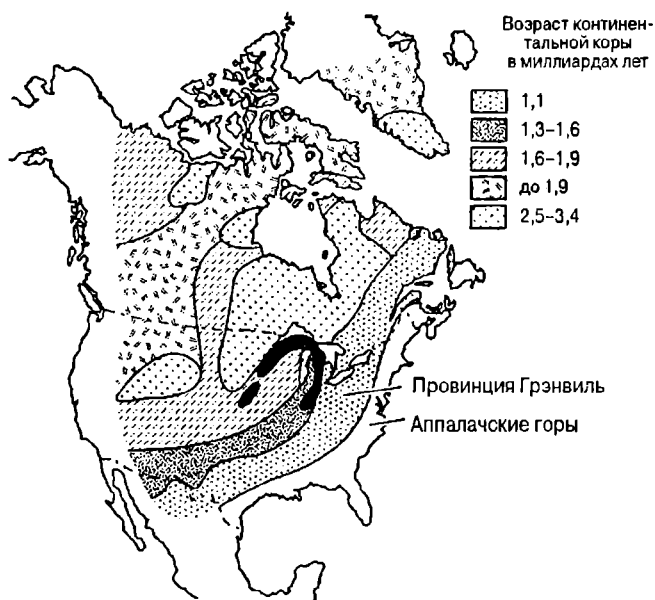 Возраст континен-
тальной коры
в миллиардах лет
1,1
1,3–1,6
1,6–1,9
до 1,9
2,5–3,4
Провинция Грэнвиль
Аппалачские горы